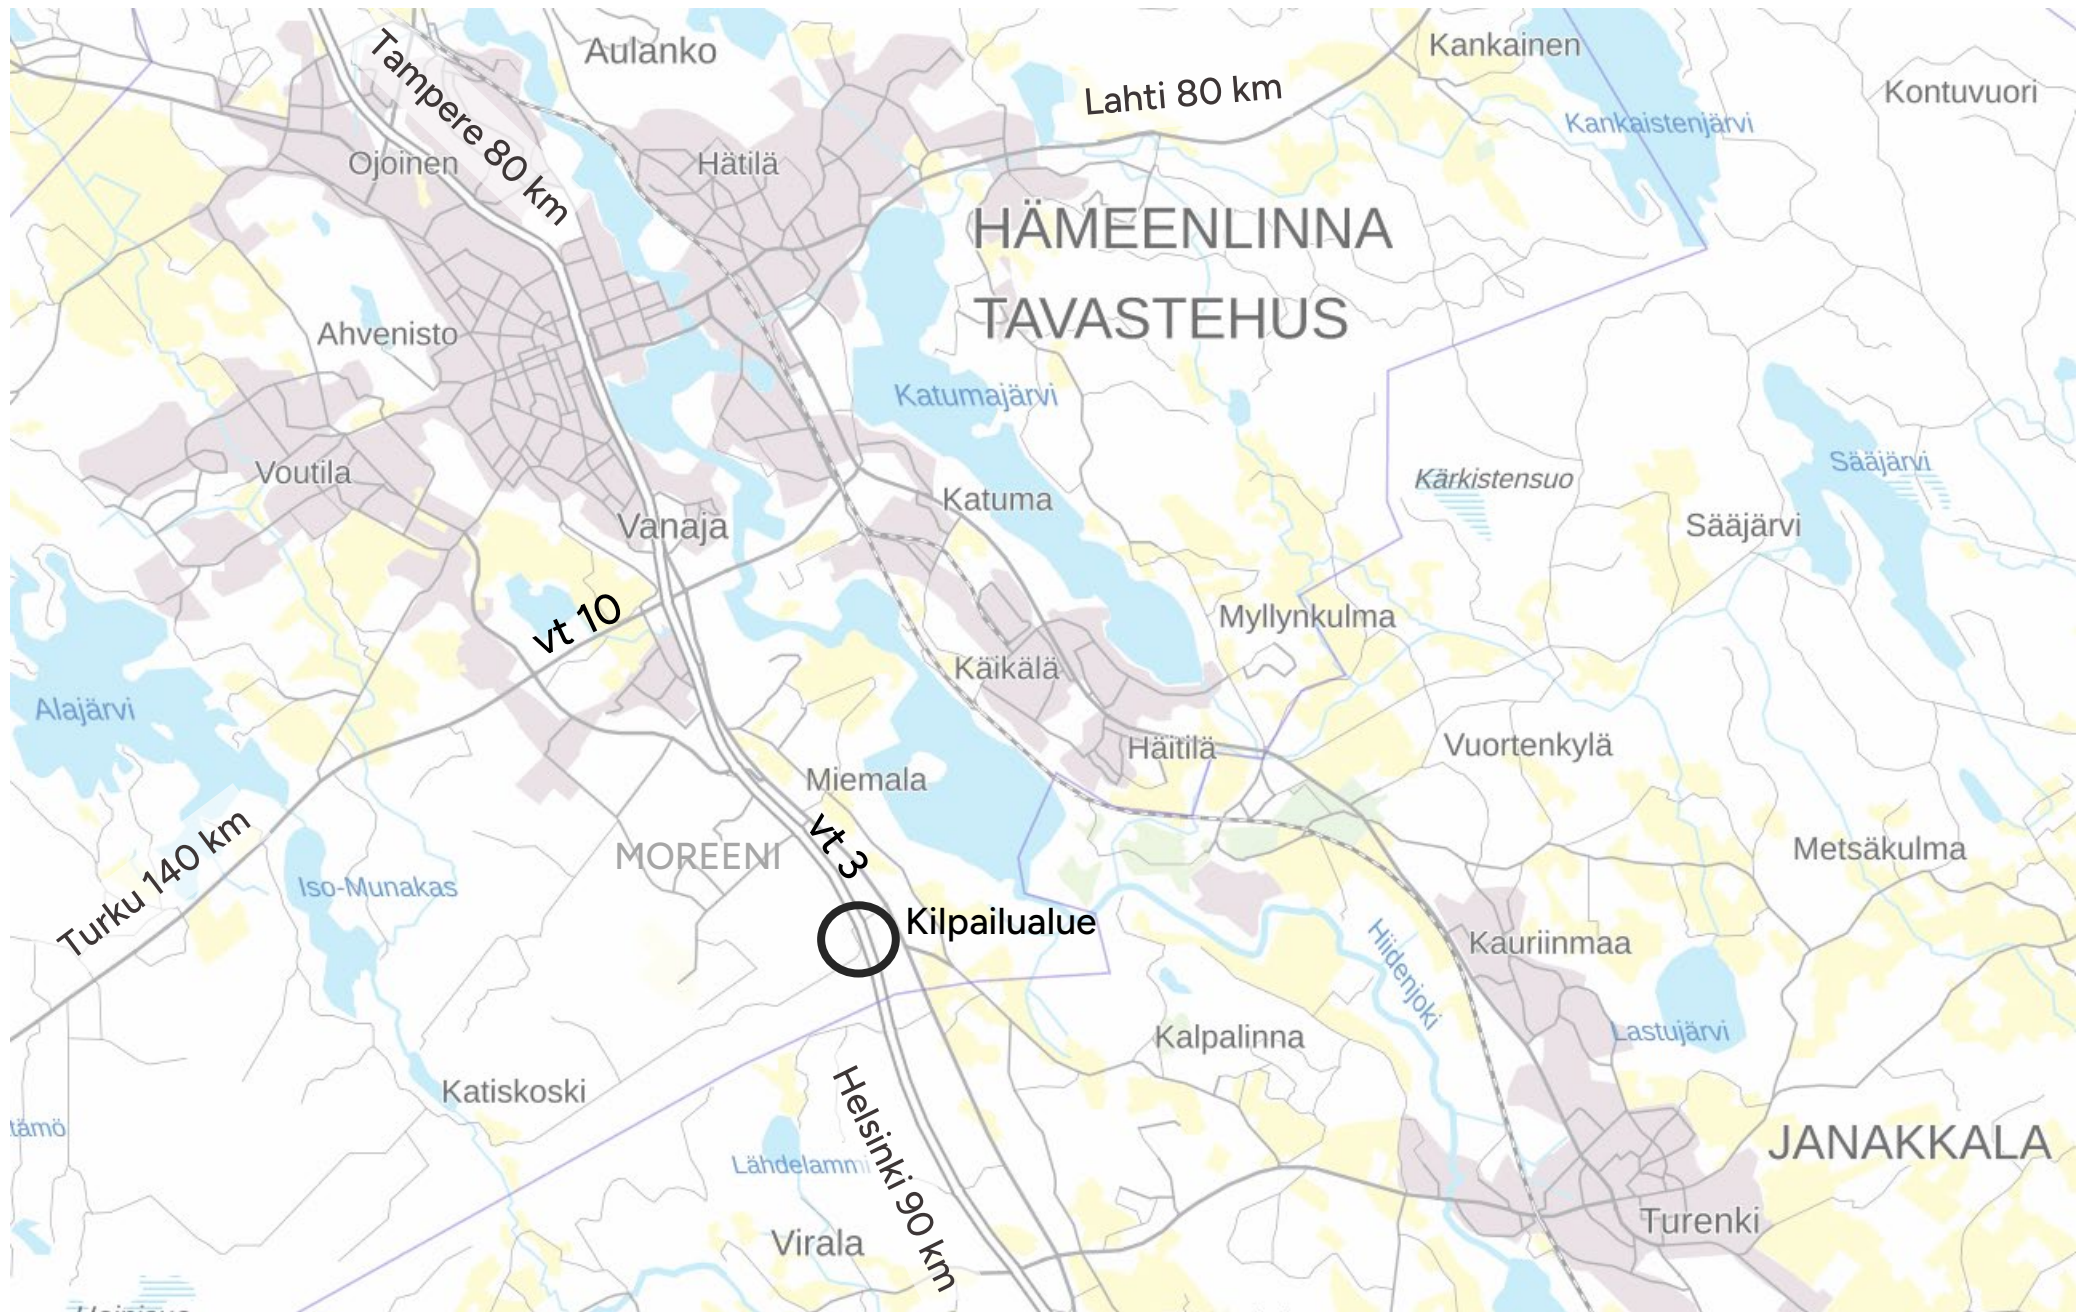 Aulanko
Kankainen
Kontuvuori
Tampere 80 km
Lahti 80 km
Kankaistenjärvi
Ojoinen
Hätilä
HÄMEENLINNA
TAVASTEHUS
Ahvenisto
Katumajärvi
Voutila
Kärkistensuo
Sääjärvi
Katuma
Vanaja
Sääjärvi
vt 10
Myllynkulma
Käikälä
Alajärvi
Häitilä
Vuortenkylä
Miemala
vt 3
MOREENI
Metsäkulma
Turku 140 km
Iso-Munakas
Kilpailualue
Kauriinmaa
Hiidenjoki
Lastujärvi
Kalpalinna
Katiskoski
Helsinki 90 km
tämö
JANAKKALA
Lähdelamm
Turenki
Virala